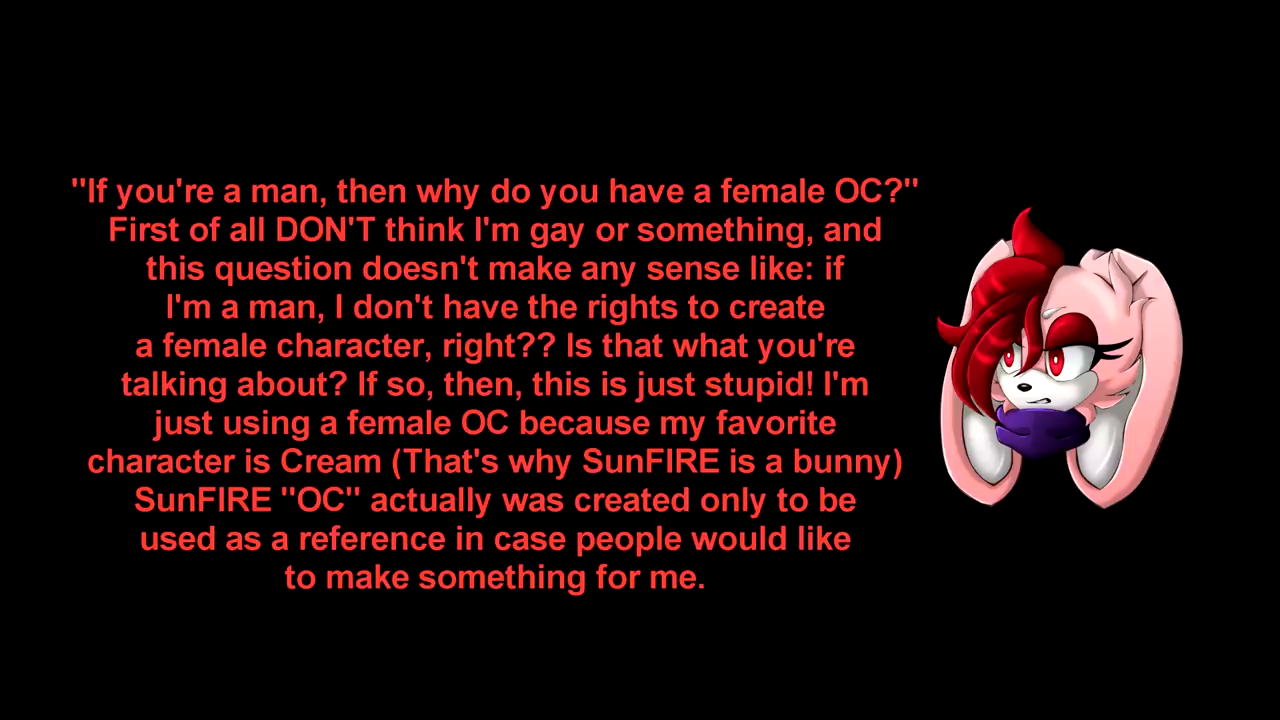 "If you're a man, then why do you have a female OC?"
First of all DON'T think I'm gay or something, and
this question doesn't make any sense like: if
I'm a man, I don't have the rights to create
a female character, right?? Is that what you're
talking about? If so, then, this is just stupid! I'm
just using a female OC because my favorite
character is Cream (That's why SunFIRE is a bunny)
SunFIRE "OC" actually was created only to be
used as a reference in case people would like
to make something for me.